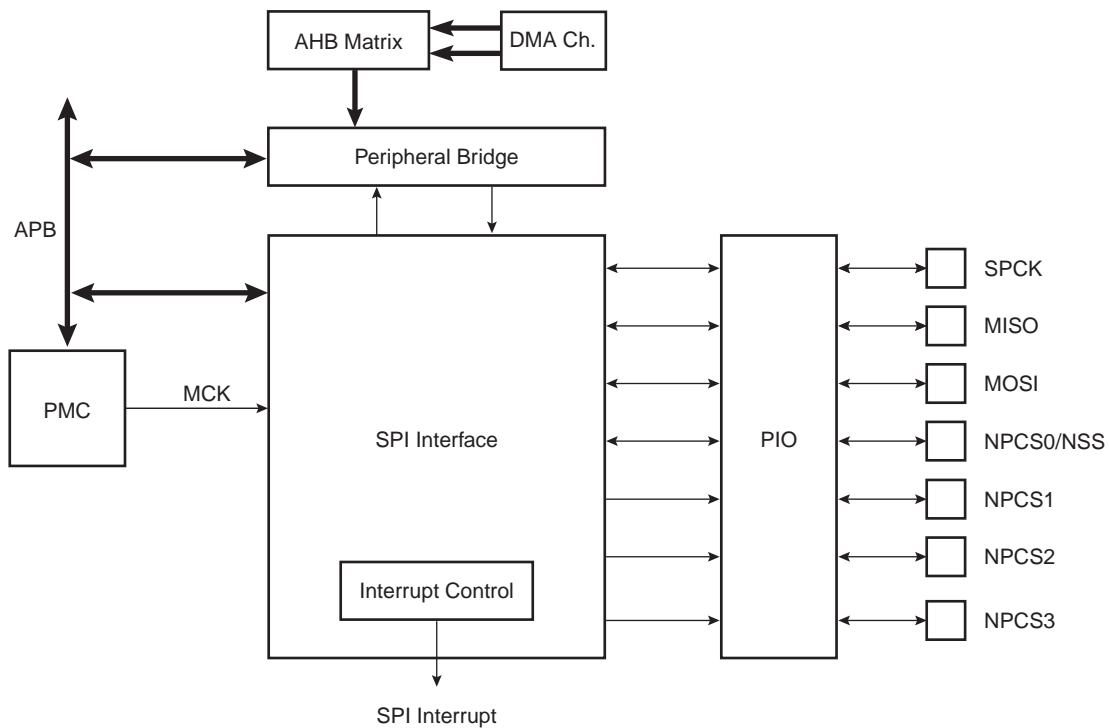 AHB Matrix
DMA Ch.
Peripheral Bridge
APB
SPCK
MISO
MCK
MOSI
PMC
SPI Interface
PIO
NPCS0/NSS
NPCS1
NPCS2
Interrupt Control
NPCS3
SPI Interrupt